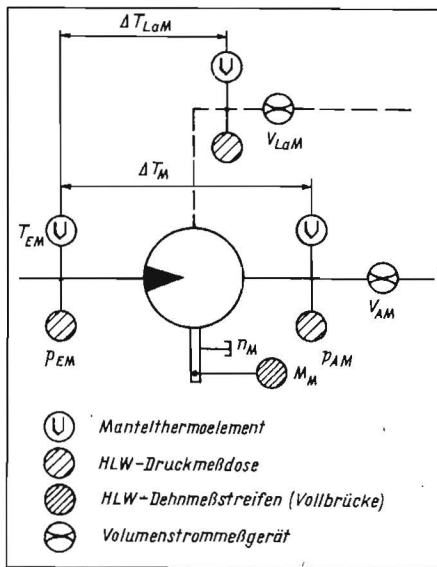 ΔT_LaM
V_LaM
ΔT_M
T_EM
V_AM
p_EM
n_M
p_AM
M_M
Mantelthermoelement
HLW-Druckmeßdose
HLW-Dehnmeßstreifen (Vollbrücke)
Volumenstrommeßgerät